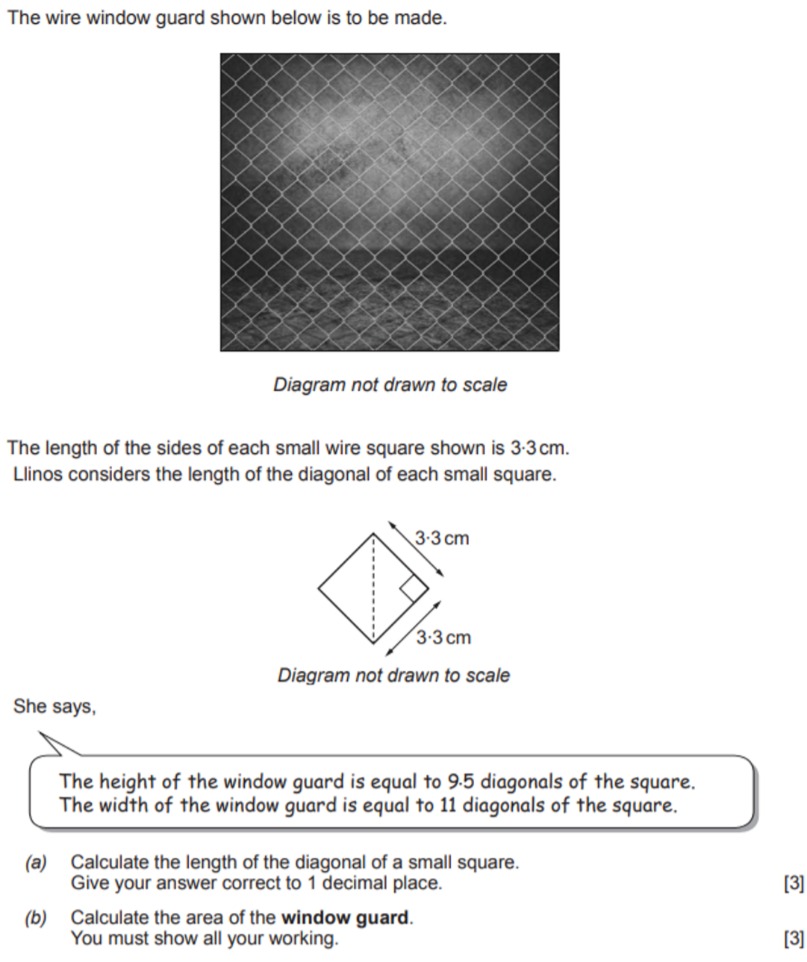 The wire window guard shown below is to be made.
Diagram not drawn to scale
The length of the sides of each small wire square shown is 3·3 cm.
Llinos considers the length of the diagonal of each small square.
3·3 cm
3·3 cm
Diagram not drawn to scale
She says,
The height of the window guard is equal to 9·5 diagonals of the square.
The width of the window guard is equal to 11 diagonals of the square.
(a) Calculate the length of the diagonal of a small square.
Give your answer correct to 1 decimal place. [3]
(b) Calculate the area of the window guard.
You must show all your working. [3]